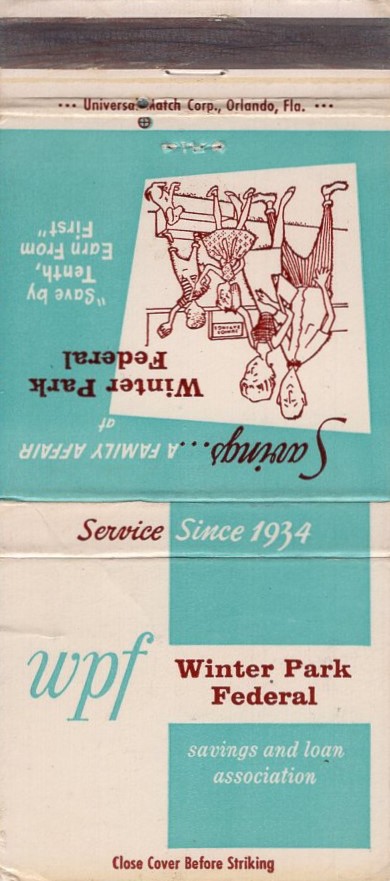 ••• Universal Match Corp., Orlando, Fla. •••
Savings...
A FAMILY AFFAIR
at
Winter Park
Federal
"Save by
Tenth,
Earn From
First"
Service Since 1934
wpf
Winter Park
Federal
savings and loan
association
Close Cover Before Striking